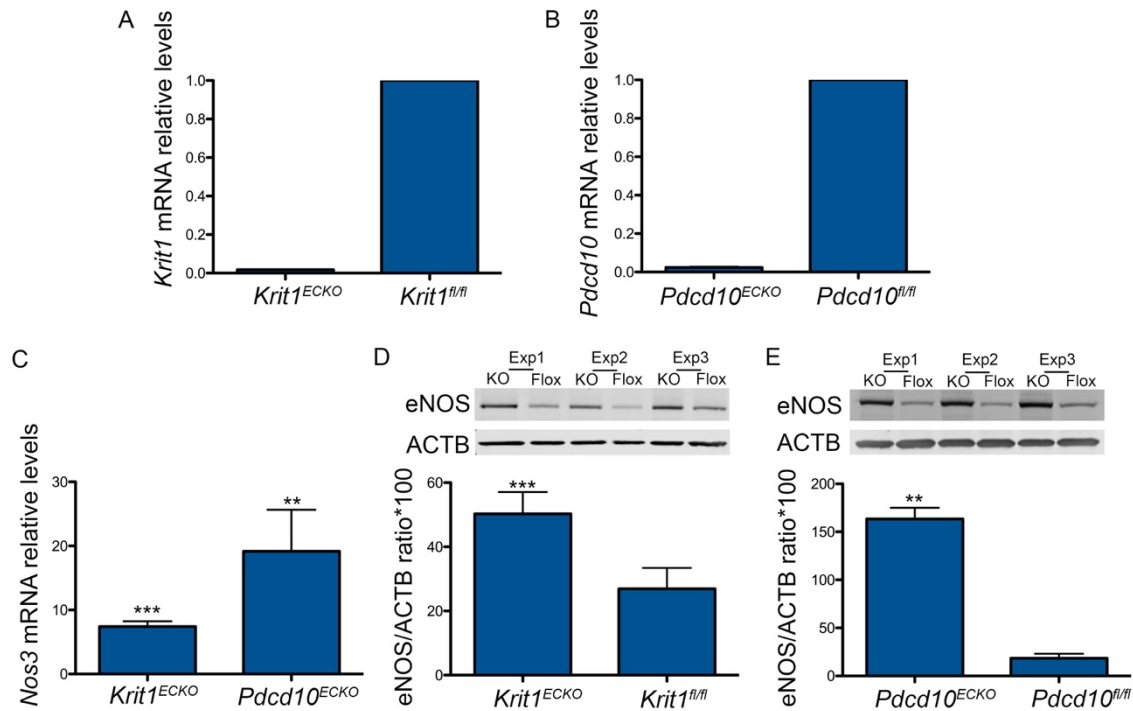 A
Krit1 mRNA relative levels
1.0
0.8
0.6
0.4
0.2
0.0
Krit1ECKO
Krit1fl/fl
B
Pdcd10 mRNA relative levels
1.0
0.8
0.6
0.4
0.2
0.0
Pdcd10ECKO
Pdcd10fl/fl
C
Nos3 mRNA relative levels
30
20
10
0
***
**
Krit1ECKO
Pdcd10ECKO
D
Exp1 Exp2 Exp3
KO Flox KO Flox KO Flox
eNOS
ACTB
eNOS/ACTB ratio*100
60
40
20
0
***
Krit1ECKO
Krit1fl/fl
E
Exp1 Exp2 Exp3
KO Flox KO Flox KO Flox
eNOS
ACTB
eNOS/ACTB ratio*100
200
150
100
50
0
**
Pdcd10ECKO
Pdcd10fl/fl